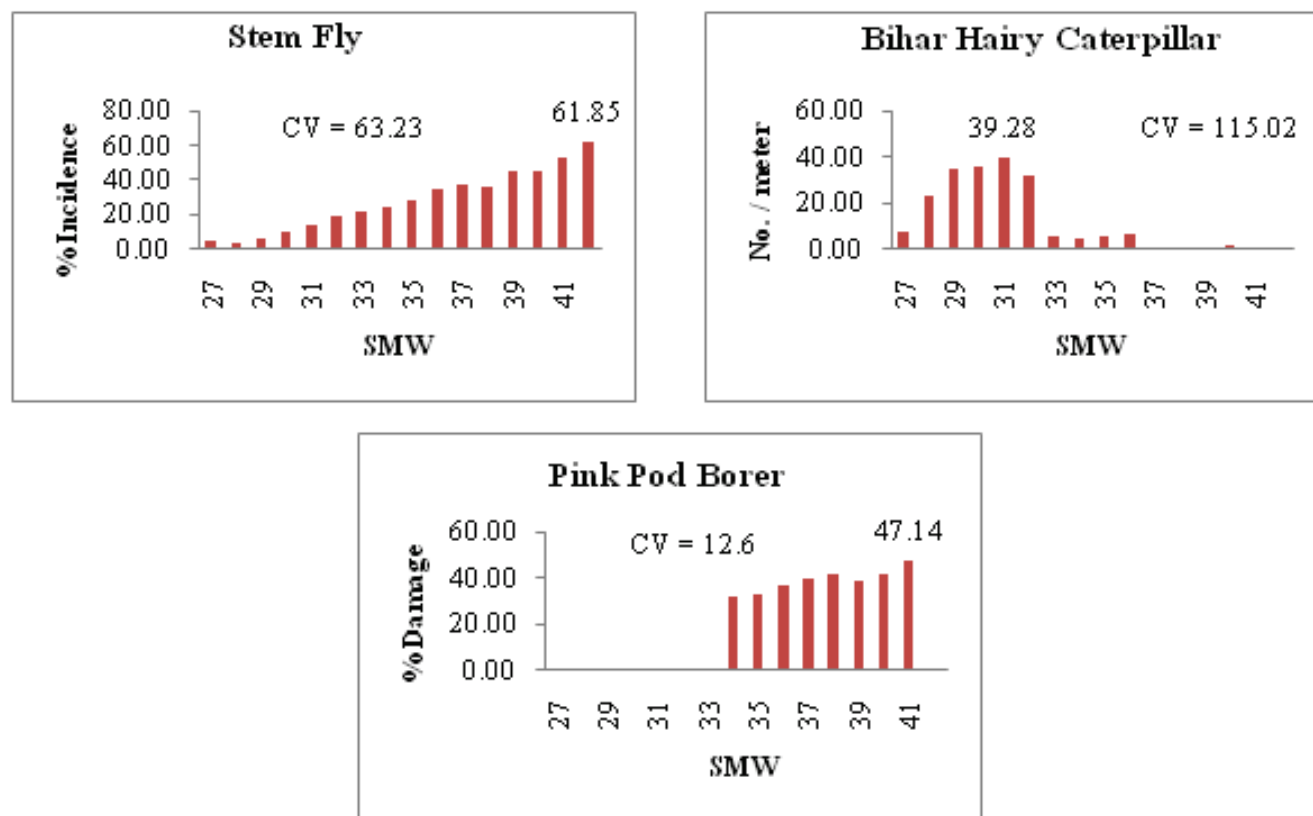 Stem Fly
%Incidence
80.00
60.00
40.00
20.00
0.00
CV = 63.23
61.85
27 29 31 33 35 37 39 41
SMW
Bihar Hairy Caterpillar
No. / meter
60.00
40.00
20.00
0.00
39.28
CV = 115.02
27 29 31 33 35 37 39 41
SMW
Pink Pod Borer
%Damage
60.00
40.00
20.00
0.00
CV = 12.6
47.14
27 29 31 33 35 37 39 41
SMW